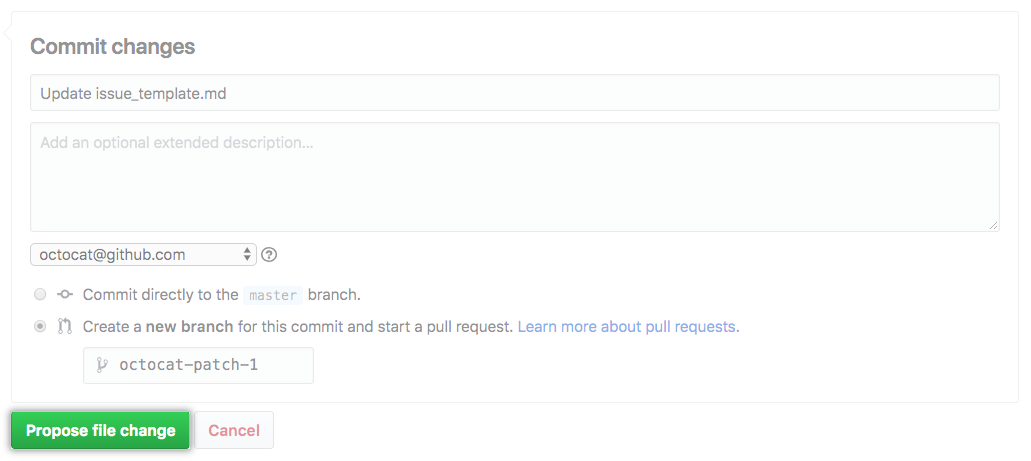 Commit changes
Update issue_template.md
Add an optional extended description...
octocat@github.com
Commit directly to the master branch.
Create a new branch for this commit and start a pull request. Learn more about pull requests.
octocat-patch-1
Propose file change Cancel